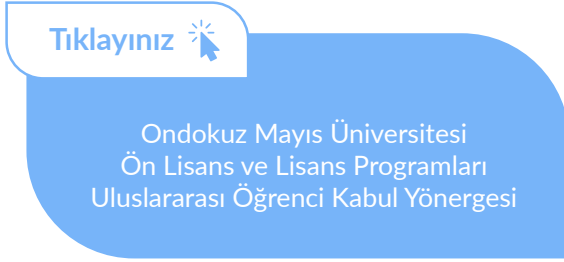 Tıklayınız
Ondokuz Mayıs Üniversitesi
Ön Lisans ve Lisans Programları
Uluslararası Öğrenci Kabul Yönergesi